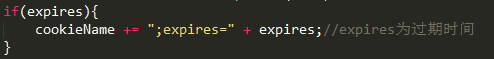 if(expires){
    cookieName += ";expires=" + expires;//expires为过期时间
}